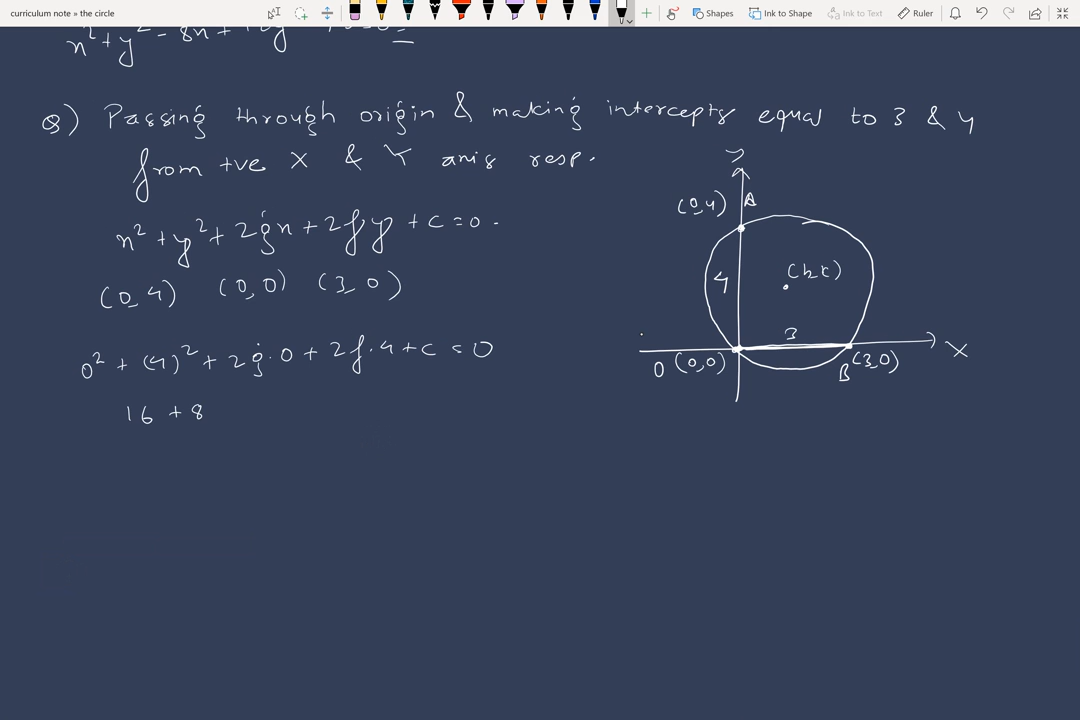 curriculum note » the circle
Shapes Ink to Shape Ink to Text Ruler
Q) Passing through origin & making intercepts equal to 3 & 4
from +ve X & Y axis resp.
x² + y² + 2gx + 2fy + c = 0.
(0, 4) (0, 0) (3, 0)
0² + (4)² + 2g·0 + 2f·4 + c = 0
16 + 8
y
(0, 4) A
(h, k)
4
3
X
O (0, 0)
B (3, 0)